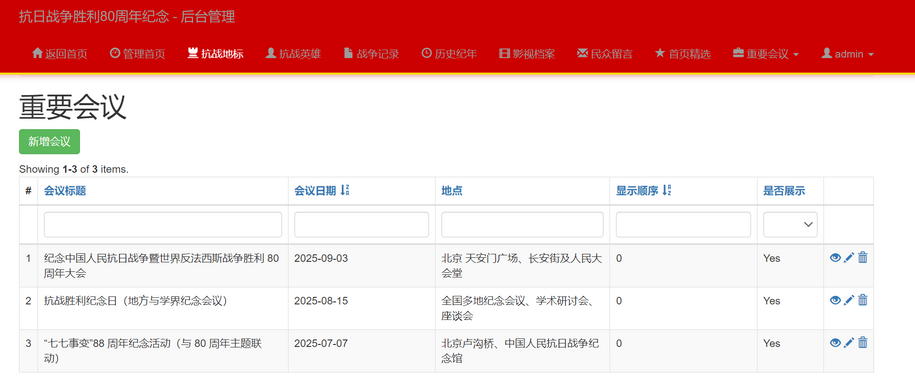 抗日战争胜利80周年纪念 - 后台管理
返回首页 管理首页 抗战地标 抗战英雄 战争记录 历史纪年 影视档案 民众留言 首页精选 重要会议 admin
重要会议
新增会议
Showing 1-3 of 3 items.
# 会议标题 会议日期 地点 显示顺序 是否展示
1 纪念中国人民抗日战争暨世界反法西斯战争胜利 80 2025-09-03 北京 天安门广场、长安街及人民大 0 Yes
周年大会 会堂
2 抗战胜利纪念日（地方与学界纪念会议） 2025-08-15 全国多地纪念会议、学术研讨会、 0 Yes
座谈会
3 “七七事变”88 周年纪念活动（与 80 周年主题联 2025-07-07 北京卢沟桥、中国人民抗日战争纪 0 Yes
动） 念馆